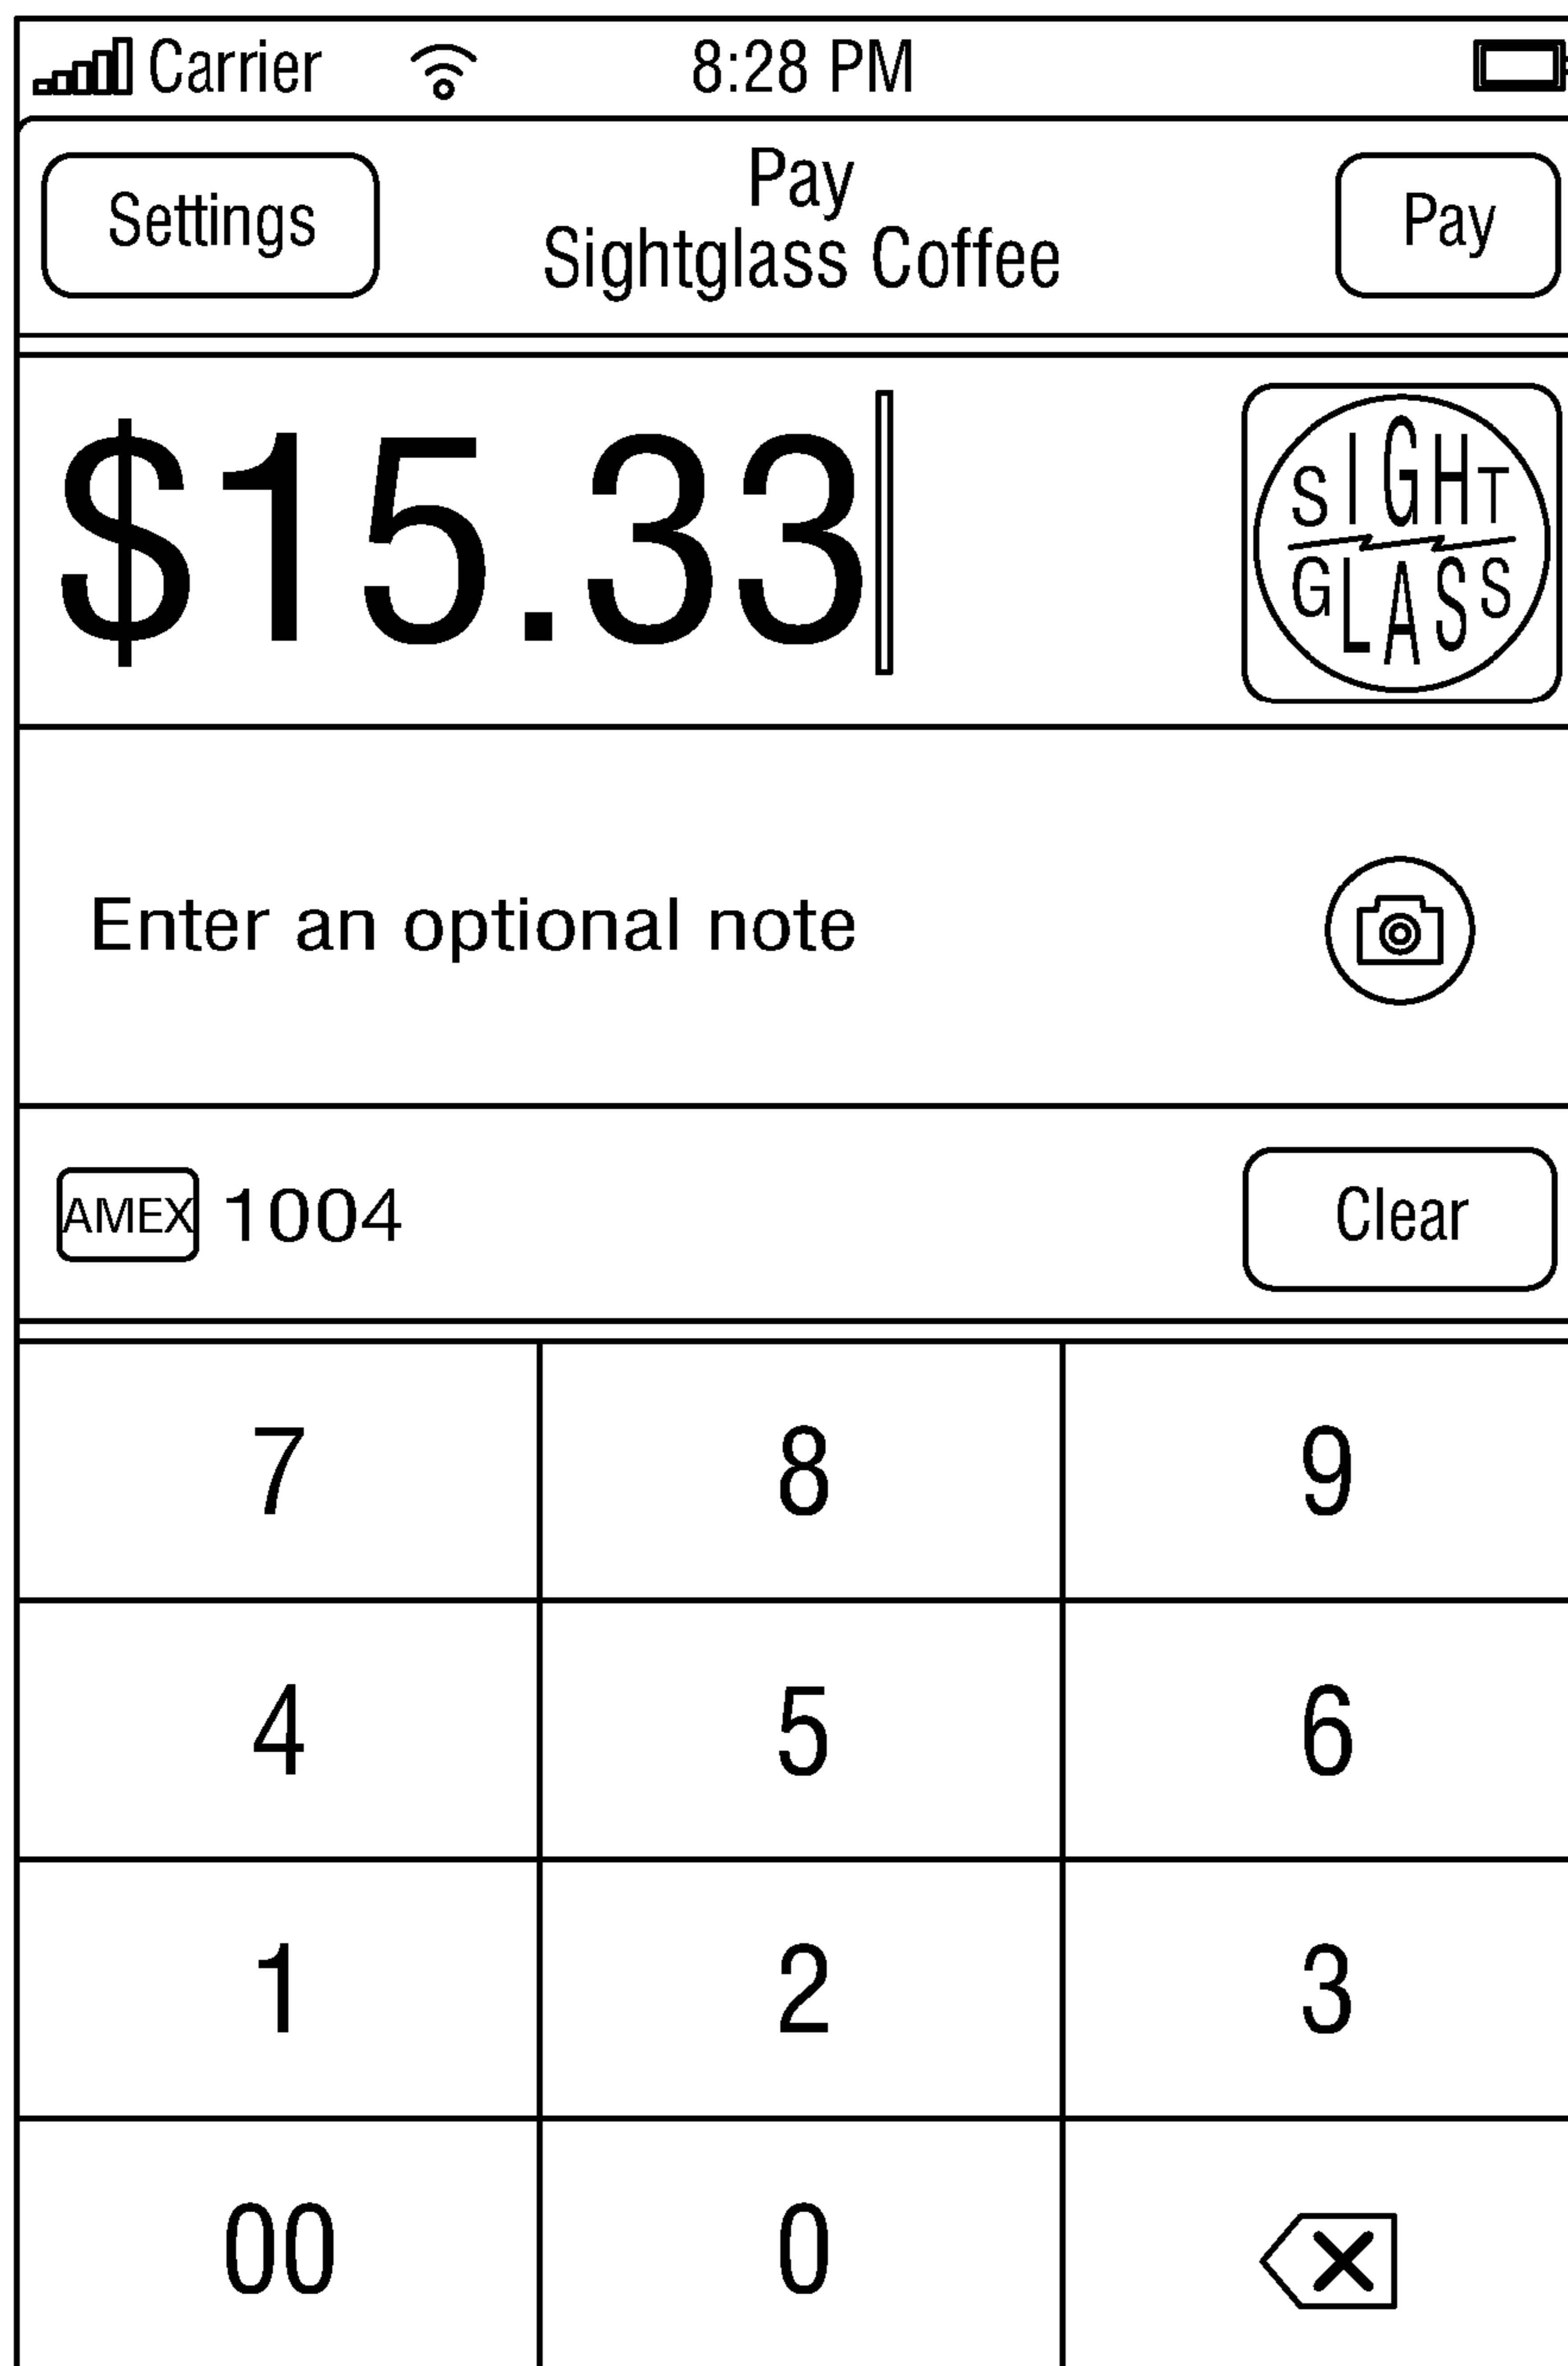 Carrier 8:28 PM
Settings
Pay
Sightglass Coffee
Pay
$15.33
SIGHT
GLASS
Enter an optional note
AMEX 1004
Clear
7 8 9
4 5 6
1 2 3
00 0